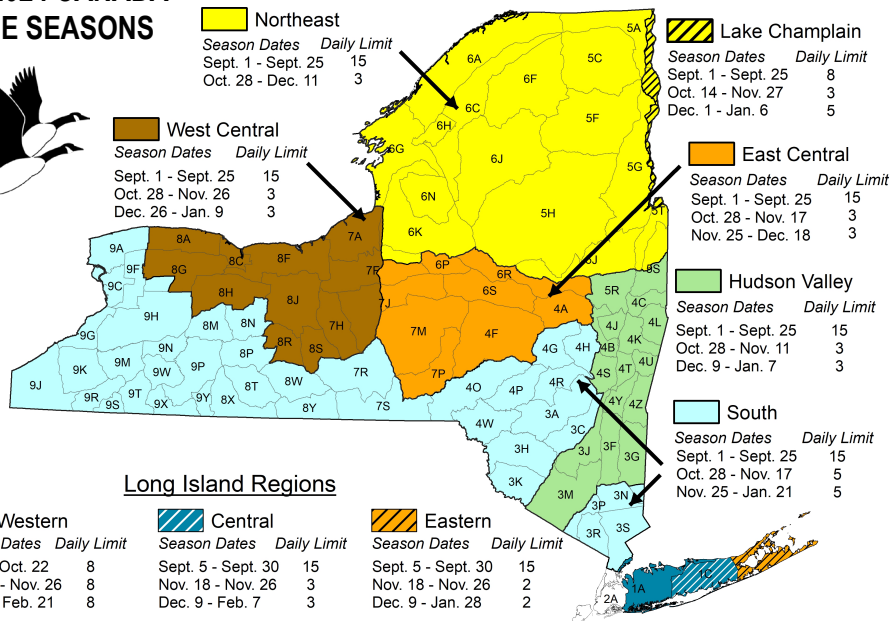 E SEASONS
Northeast
Season Dates Daily Limit
Sept. 1 - Sept. 25 15
Oct. 28 - Dec. 11 3
Lake Champlain
Season Dates Daily Limit
Sept. 1 - Sept. 25 8
Oct. 14 - Nov. 27 3
Dec. 1 - Jan. 6 5
West Central
Season Dates Daily Limit
Sept. 1 - Sept. 25 15
Oct. 28 - Nov. 26 3
Dec. 26 - Jan. 9 3
East Central
Season Dates Daily Limit
Sept. 1 - Sept. 25 15
Oct. 28 - Nov. 17 3
Nov. 25 - Dec. 18 3
Hudson Valley
Season Dates Daily Limit
Sept. 1 - Sept. 25 15
Oct. 28 - Nov. 11 3
Dec. 9 - Jan. 7 3
South
Season Dates Daily Limit
Sept. 1 - Sept. 25 15
Oct. 28 - Nov. 17 5
Nov. 25 - Jan. 21 5
5A
6A 5C
6F
6C
6H 5F
6G 6J 5G
6N
5H 5T
6K
6J
5S
9A 8A 7A
9F 8G 8C 8F 7F
9C 8H 8J
6P 6R
6S
7J 4A
5R
4C
9H 8M 8N 7H 7M 4F 4J 4L
9G 8R 8S 4G 4H 4B 4K
9N 8P
9M 4U
9K 9W 9P 7R 7P 4R 4S 4T
9J 8T 8W 4O 4P
9R 9S 9T 9X 9Y 8X 8Y 7S 4Y 4Z
4W 3A
3C
3H 3J 3F 3G
3K 3M 3N
3P
3R 3S
1C
1A
2A
Long Island Regions
Western
Dates Daily Limit
Oct. 22 8
- Nov. 26 8
Feb. 21 8
Central
Season Dates Daily Limit
Sept. 5 - Sept. 30 15
Nov. 18 - Nov. 26 3
Dec. 9 - Feb. 7 3
Eastern
Season Dates Daily Limit
Sept. 5 - Sept. 30 15
Nov. 18 - Nov. 26 2
Dec. 9 - Jan. 28 2